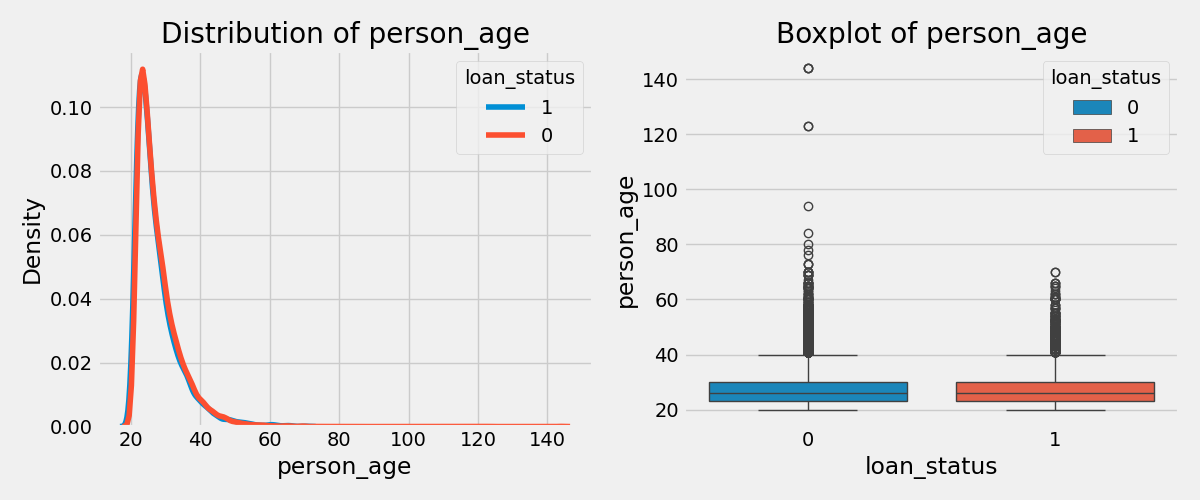 Distribution of person_age
loan_status
1
0
0.10
0.08
0.06
0.04
0.02
0.00
Density
20 40 60 80 100 120 140
person_age
Boxplot of person_age
loan_status
0
1
140
120
100
80
60
40
20
person_age
0 1
loan_status